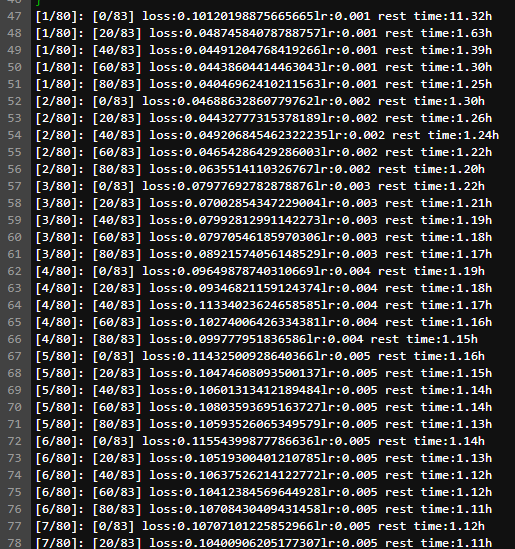 47 [1/80]: [0/83] loss:0.10120198875665665lr:0.001 rest time:11.32h
48 [1/80]: [20/83] loss:0.04874584078788757lr:0.001 rest time:1.63h
49 [1/80]: [40/83] loss:0.04491204768419266lr:0.001 rest time:1.39h
50 [1/80]: [60/83] loss:0.04438604414463043lr:0.001 rest time:1.30h
51 [1/80]: [80/83] loss:0.04046962410211563lr:0.001 rest time:1.25h
52 [2/80]: [0/83] loss:0.04688632860779762lr:0.002 rest time:1.30h
53 [2/80]: [20/83] loss:0.04432777315378189lr:0.002 rest time:1.26h
54 [2/80]: [40/83] loss:0.0492068454623222235lr:0.002 rest time:1.24h
55 [2/80]: [60/83] loss:0.04654286429286003lr:0.002 rest time:1.22h
56 [2/80]: [80/83] loss:0.0635514110326767lr:0.002 rest time:1.20h
57 [3/80]: [0/83] loss:0.07977692782878876lr:0.003 rest time:1.22h
58 [3/80]: [20/83] loss:0.07002854347229004lr:0.003 rest time:1.21h
59 [3/80]: [40/83] loss:0.07992812991142273lr:0.003 rest time:1.19h
60 [3/80]: [60/83] loss:0.07970546185970306lr:0.003 rest time:1.18h
61 [3/80]: [80/83] loss:0.08921574056148529lr:0.003 rest time:1.17h
62 [4/80]: [0/83] loss:0.09649878740310669lr:0.004 rest time:1.19h
63 [4/80]: [20/83] loss:0.09346821159124374lr:0.004 rest time:1.18h
64 [4/80]: [40/83] loss:0.11334023624658585lr:0.004 rest time:1.17h
65 [4/80]: [60/83] loss:0.10274006426334381lr:0.004 rest time:1.16h
66 [4/80]: [80/83] loss:0.099777951836586lr:0.004 rest time:1.15h
67 [5/80]: [0/83] loss:0.11432500928640366lr:0.005 rest time:1.16h
68 [5/80]: [20/83] loss:0.104746080935001137lr:0.005 rest time:1.15h
69 [5/80]: [40/83] loss:0.10601313412189484lr:0.005 rest time:1.14h
70 [5/80]: [60/83] loss:0.10803593695163727lr:0.005 rest time:1.14h
71 [5/80]: [80/83] loss:0.10593526065349579lr:0.005 rest time:1.13h
72 [6/80]: [0/83] loss:0.11554399877786636lr:0.005 rest time:1.14h
73 [6/80]: [20/83] loss:0.10519300401210785lr:0.005 rest time:1.13h
74 [6/80]: [40/83] loss:0.10637526214122772lr:0.005 rest time:1.12h
75 [6/80]: [60/83] loss:0.10412384569644928lr:0.005 rest time:1.12h
76 [6/80]: [80/83] loss:0.10708430409431458lr:0.005 rest time:1.11h
77 [7/80]: [0/83] loss:0.10707101225852966lr:0.005 rest time:1.12h
78 [7/80]: [20/83] loss:0.10400906205177307lr:0.005 rest time:1.11h